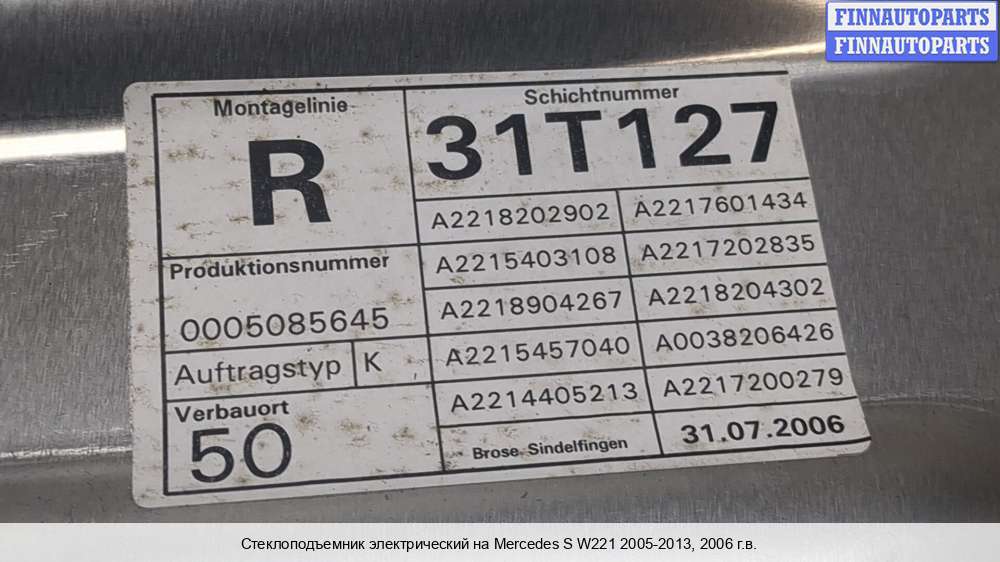 FINNAUTOPARTS
FINNAUTOPARTS
Montagelinie
R
Schichtnummer
31T127
A2218202902 A2217601434
A2215403108 A2217202835
Produktionsnummer
0005085645
A2218904267 A2218204302
A2215457040 A0038206426
Auftragstyp K
A2214405213 A2217200279
Verbauort
50
Brose, Sindelfingen 31.07.2006
Стеклоподъемник электрический на Mercedes S W221 2005-2013, 2006 г.в.